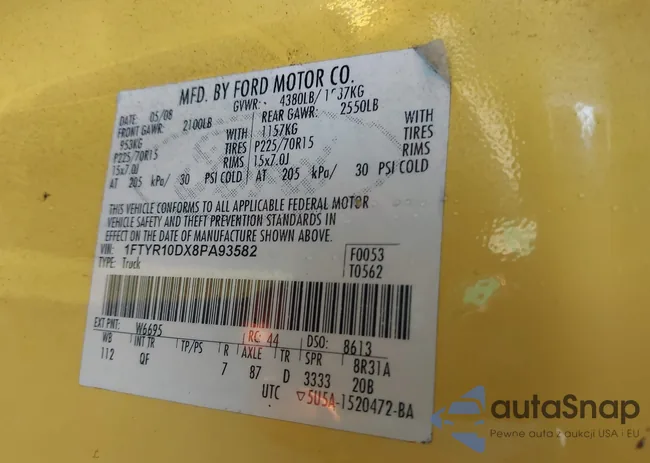 MFD. BY FORD MOTOR CO.
DATE: 05/08 GVWR: 4380LB/1987KG
FRONT GAWR: 2100LB REAR GAWR: 2550LB
953KG WITH 1157KG WITH
P225/70R15 TIRES P225/70R15 TIRES
15x7.0J RIMS 15x7.0J RIMS
AT 205 kPa/ 30 PSI COLD AT 205 kPa/ 30 PSI COLD
THIS VEHICLE CONFORMS TO ALL APPLICABLE FEDERAL MOTOR
VEHICLE SAFETY AND THEFT PREVENTION STANDARDS IN
EFFECT ON THE DATE OF MANUFACTURE SHOWN ABOVE.
VIN: 1FTYR10DX8PA93582 F0053
TYPE: Truck T0562
EXT PNT: W6695 RC: 44 DSO: 8613
WB INT TR TP/PS R AXLE TR SPR 8R31A
112 QF 7 87 D 3333 20B
UTC ▽5U5A-1520472-BA
autaSnap
Pewne auta z aukcji USA i EU